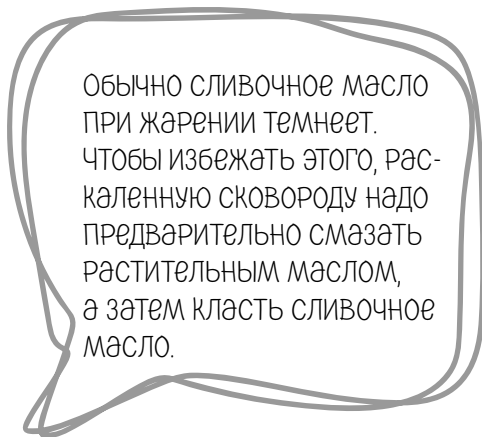 Обычно сливочное масло
при жарении темнеет.
Чтобы избежать этого, рас-
каленную сковороду надо
предварительно смазать
растительным маслом,
а затем класть сливочное
масло.